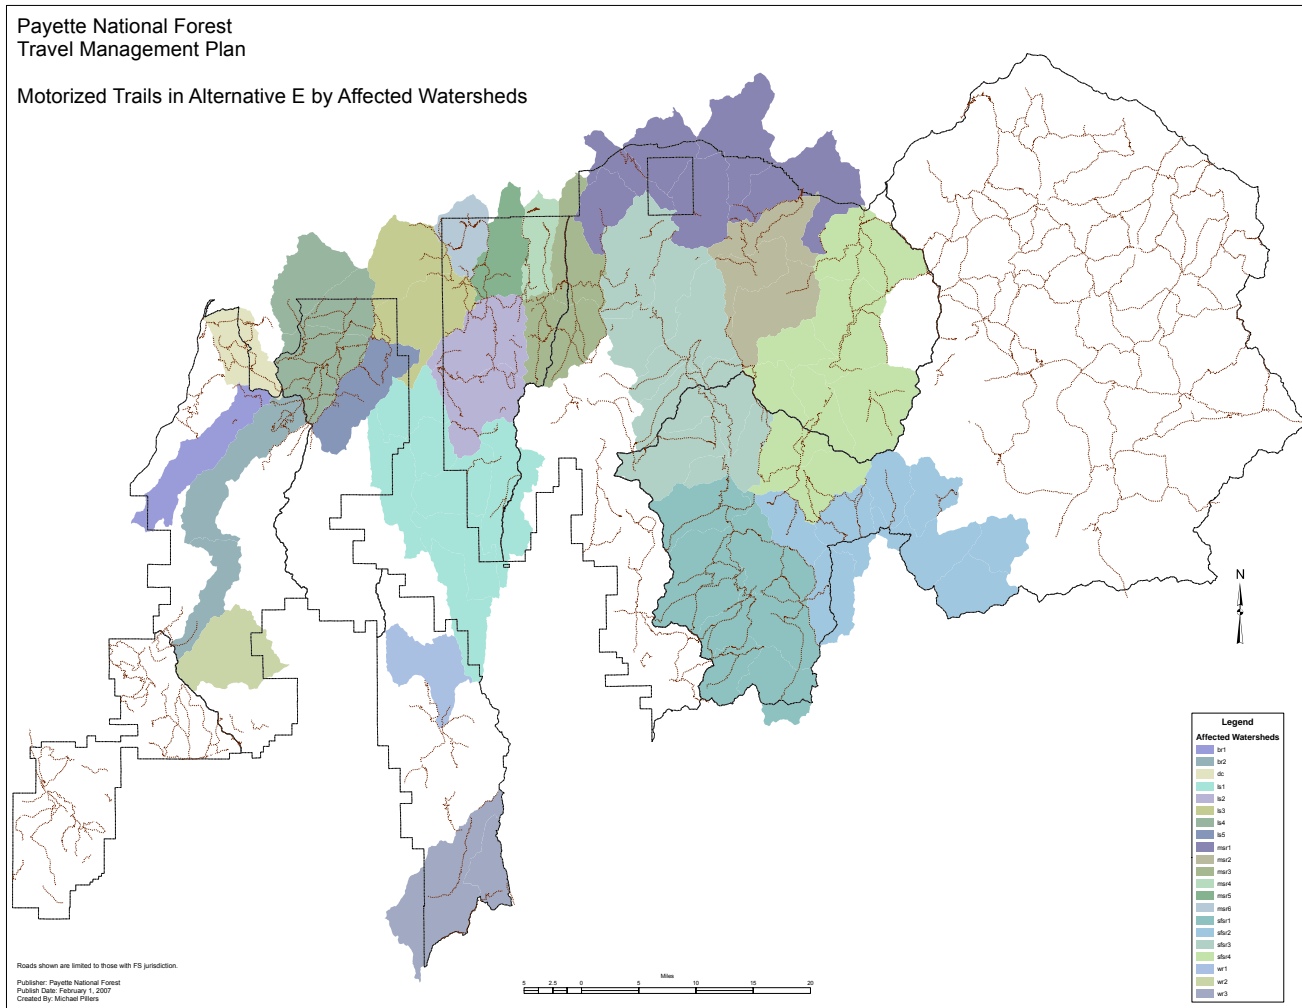 Payette National Forest
Travel Management Plan
Motorized Trails in Alternative E by Affected Watersheds
N
Legend
Affected Watersheds
br1
br2
dc
ls1
ls2
ls3
ls4
ls5
msr1
msr2
msr3
msr4
msr5
msr6
sfsr1
sfsr2
sfsr3
sfsr4
wr1
wr2
wr3
Roads shown are limited to those with FS jurisdiction.
Publisher: Payette National Forest
Publish Date: February 1, 2007
Created By: Michael Pillers
Miles
5 2.5 0 5 10 15 20